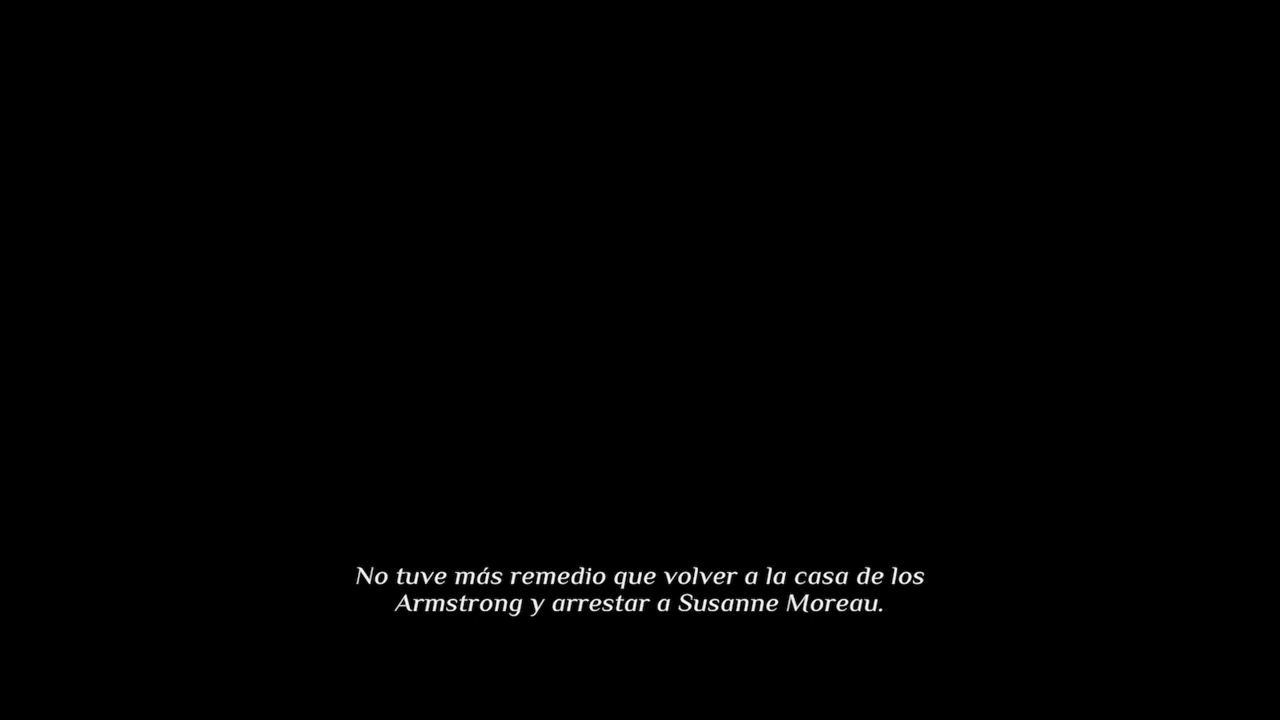 No tuve más remedio que volver a la casa de los
Armstrong y arrestar a Susanne Moreau.